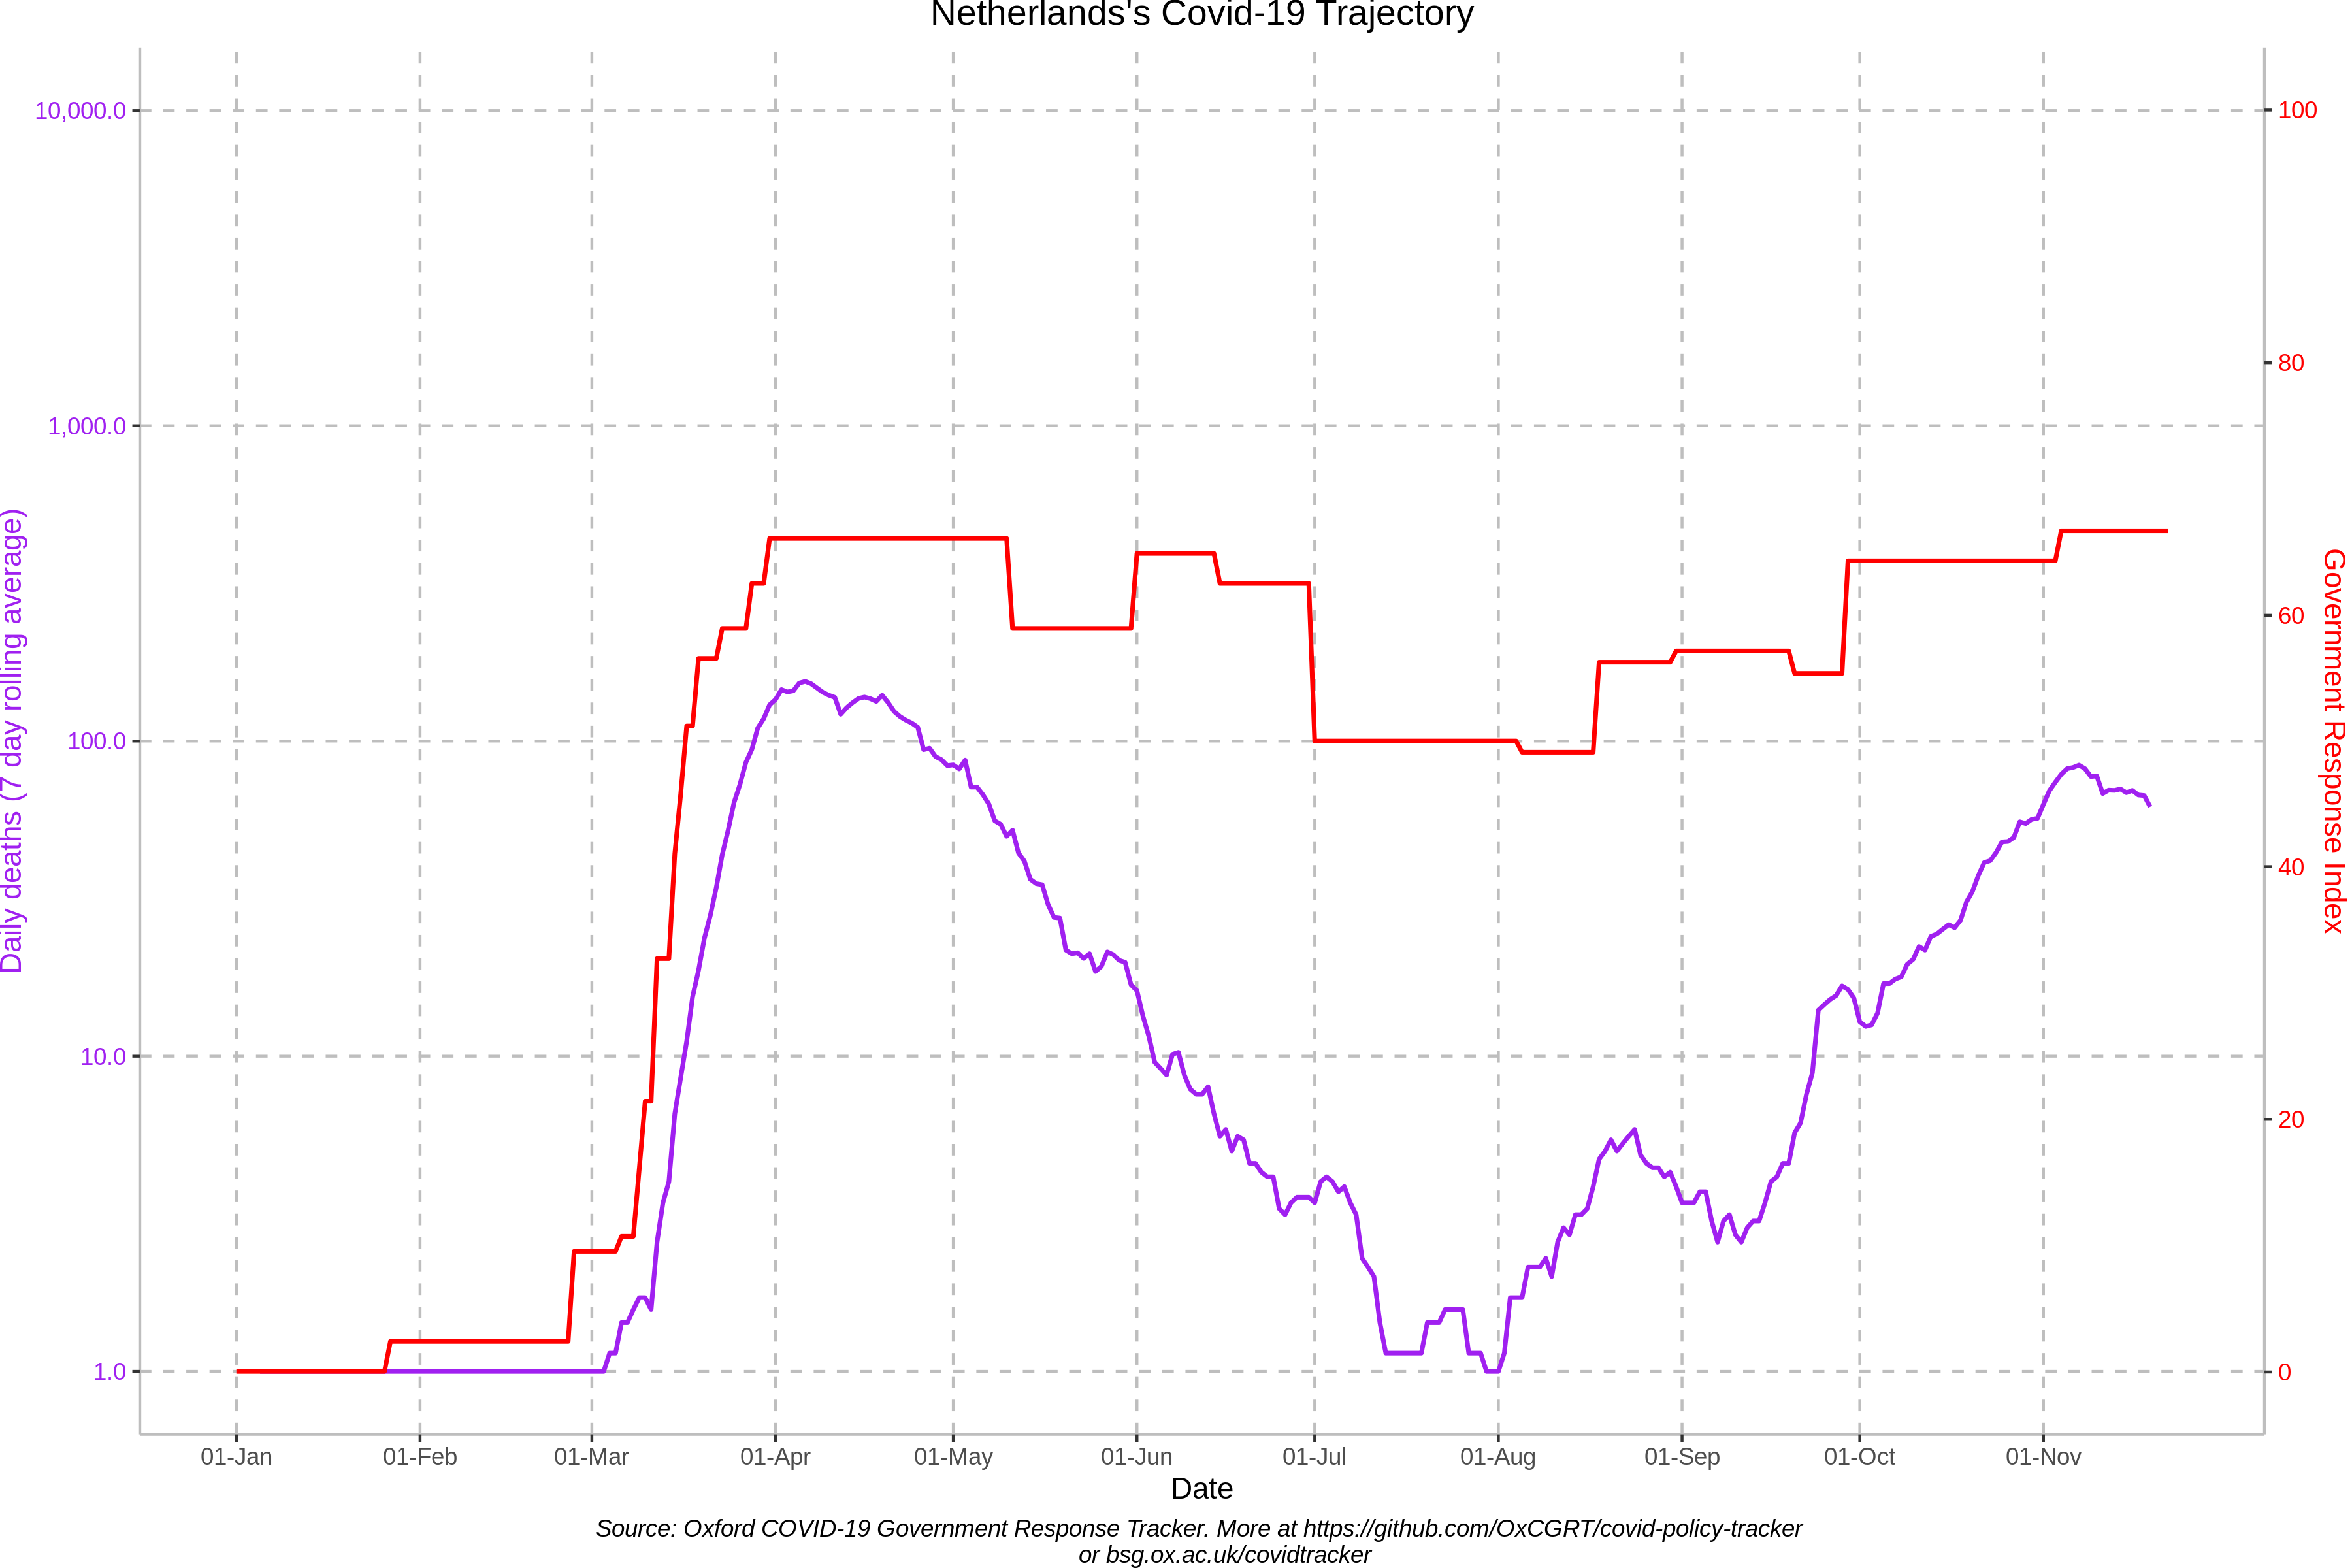 Netherlands's Covid-19 Trajectory
10,000.0
1,000.0
100.0
10.0
1.0
Daily deaths (7 day rolling average)
100
80
60
40
20
0
Government Response Index
01-Jan 01-Feb 01-Mar 01-Apr 01-May 01-Jun 01-Jul 01-Aug 01-Sep 01-Oct 01-Nov
Date
Source: Oxford COVID-19 Government Response Tracker. More at https://github.com/OxCGRT/covid-policy-tracker
or bsg.ox.ac.uk/covidtracker